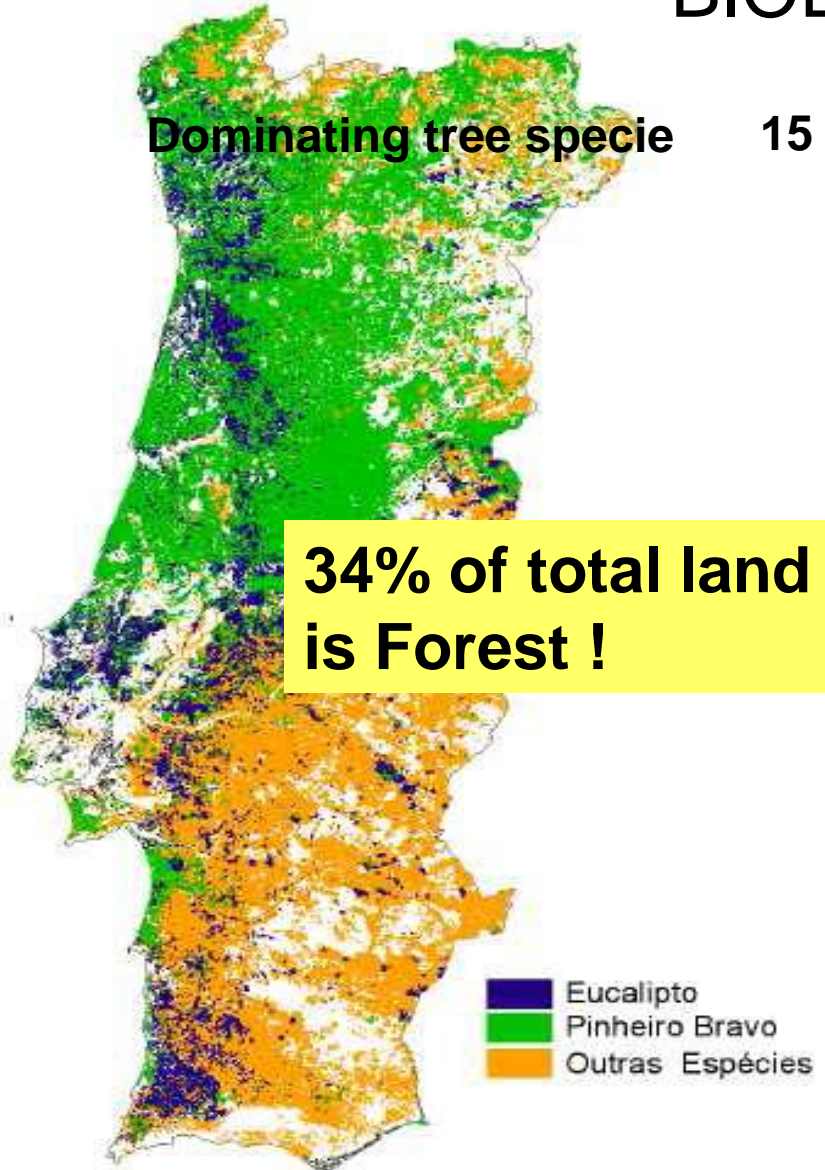 Dominating tree specie 15
34% of total land
is Forest !
Eucalipto
Pinheiro Bravo
Outras Espécies